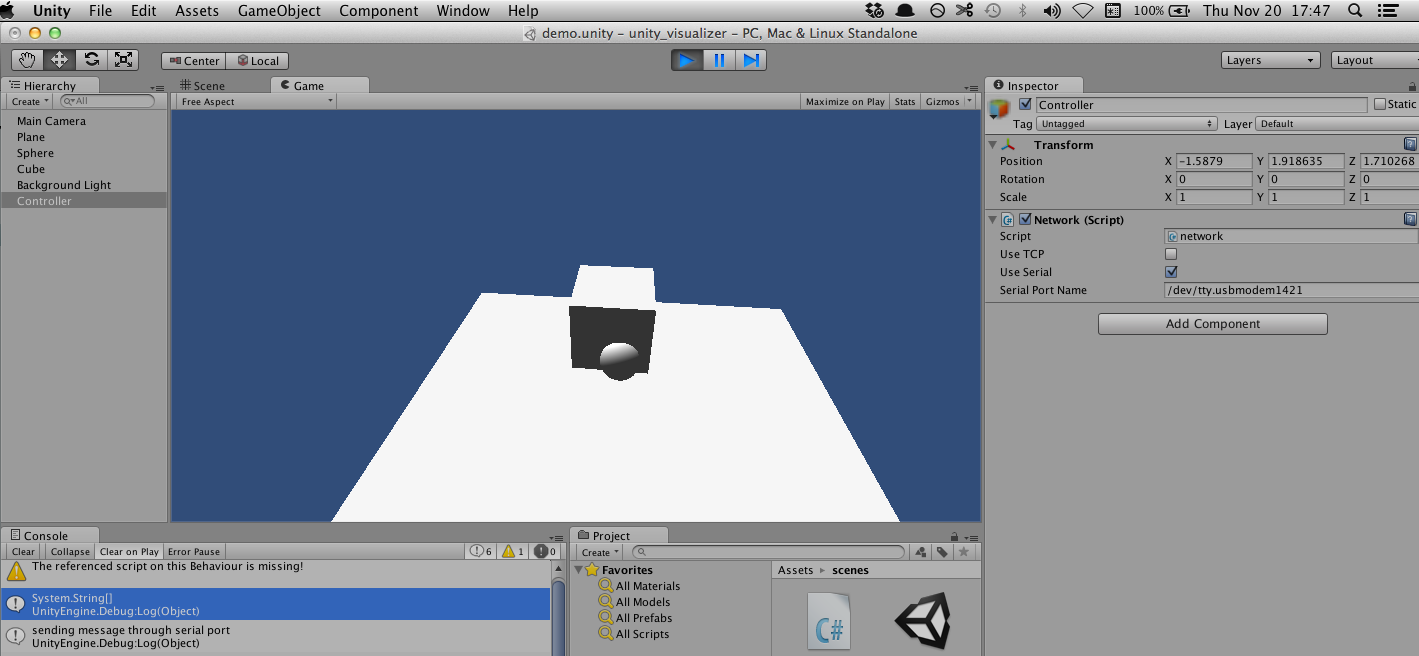 Unity File Edit Assets GameObject Component Window Help 100% Thu Nov 20 17:47
demo.unity – unity_visualizer – PC, Mac & Linux Standalone
Center Local Layers Layout
Hierarchy Scene Game Inspector
Create All Free Aspect Maximize on Play Stats Gizmos Controller Static
Tag Untagged Layer Default
Main Camera
Plane
Sphere
Cube
Background Light
Controller
Transform
Position X -1.5879 Y 1.918635 Z 1.710268
Rotation X 0 Y 0 Z 0
Scale X 1 Y 1 Z 1
C# Network (Script)
Script network
Use TCP
Use Serial
Serial Port Name /dev/tty.usbmodem1421
Add Component
Console
Clear Collapse Clear on Play Error Pause 6 1 0
The referenced script on this Behaviour is missing!
System.String[]
UnityEngine.Debug:Log(Object)
sending message through serial port
UnityEngine.Debug:Log(Object)
Project
Create
Favorites
All Materials
All Models
All Prefabs
All Scripts
Assets scenes
C#